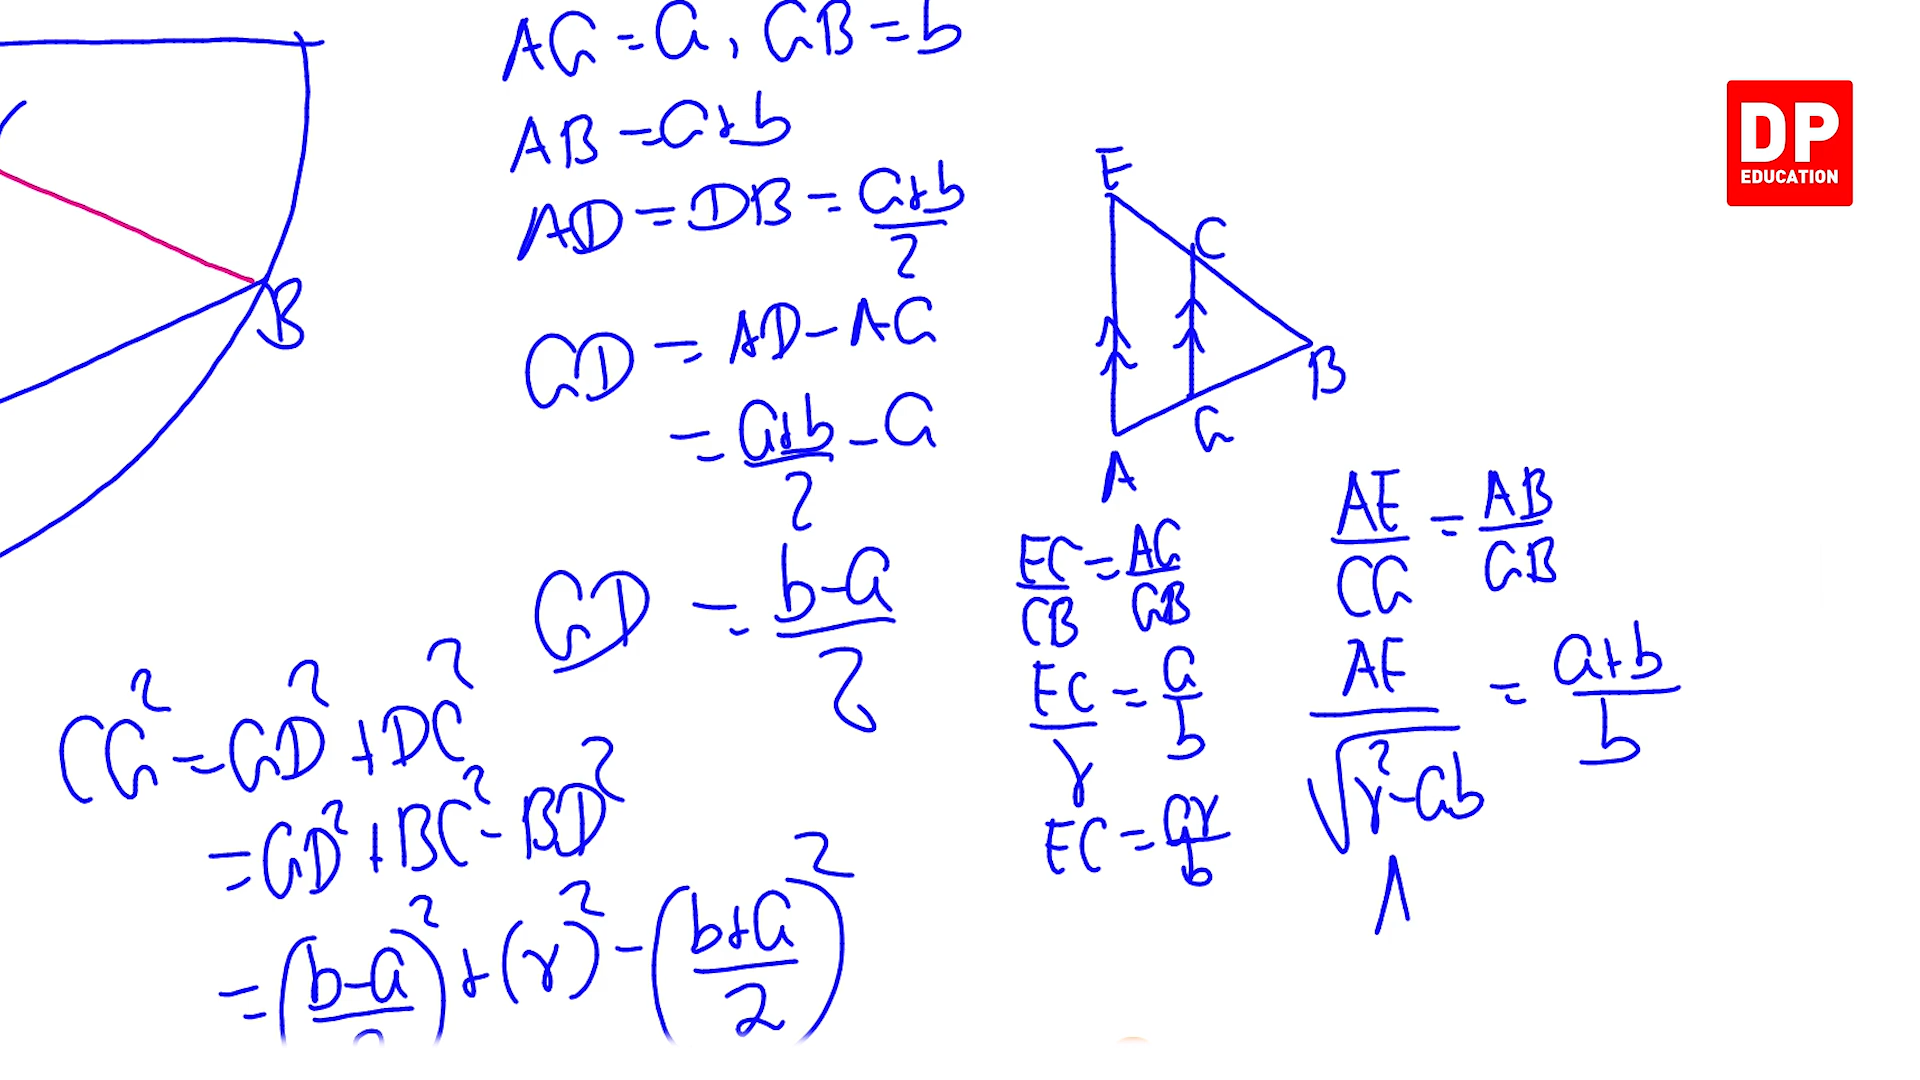 AG = a, GB = b
AB = a+b
AD = DB = (a+b)/2
GD = AD - AG
= (a+b)/2 - a
GD = (b-a)/2
CG² = GD² + DC²
= GD² + BC² - BD²
= ((b-a)/2)² + (r)² - ((b+a)/2)²
B
E
C
B
G
A
EC/CB = AG/GB
EC/r = a/b
EC = ar/b
AE/CG = AB/GB
AE/√(r²-ab) = (a+b)/b
DP
EDUCATION